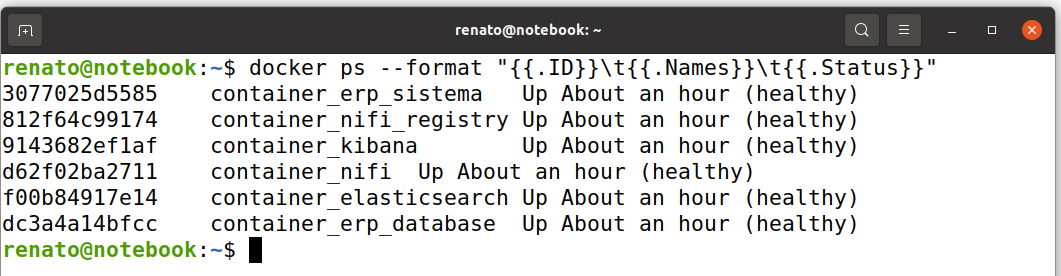 renato@notebook: ~
renato@notebook:~$ docker ps --format "{{.ID}}\t{{.Names}}\t{{.Status}}"
3077025d5585    container_erp_sistema   Up About an hour (healthy)
812f64c99174    container_nifi_registry Up About an hour (healthy)
9143682ef1af    container_kibana        Up About an hour (healthy)
d62f02ba2711    container_nifi  Up About an hour (healthy)
f00b84917e14    container_elasticsearch Up About an hour (healthy)
dc3a4a14bfcc    container_erp_database  Up About an hour (healthy)
renato@notebook:~$